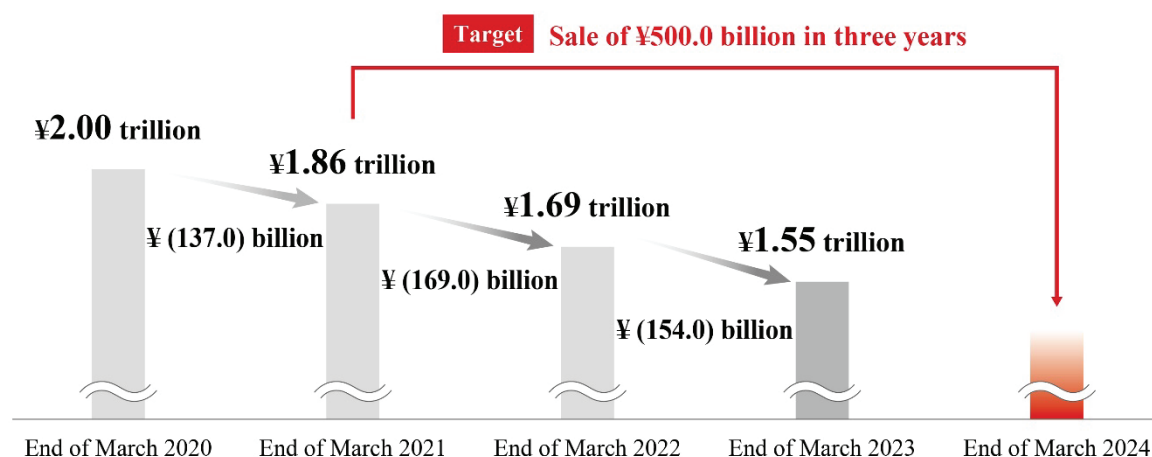 Target Sale of ¥500.0 billion in three years
¥2.00 trillion
¥1.86 trillion
¥1.69 trillion
¥1.55 trillion
¥ (137.0) billion
¥ (169.0) billion
¥ (154.0) billion
End of March 2020
End of March 2021
End of March 2022
End of March 2023
End of March 2024